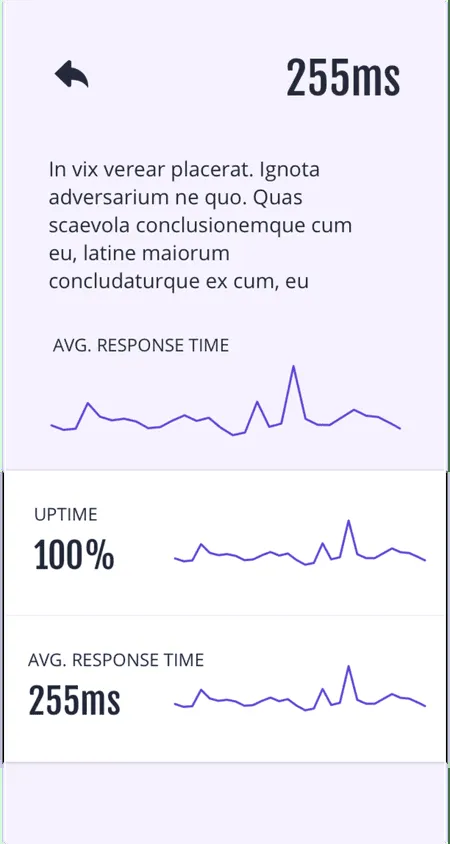 255ms
In vix verear placerat. Ignota
adversarium ne quo. Quas
scaevola conclusionemque cum
eu, latine maiorum
concludaturque ex cum, eu
AVG. RESPONSE TIME
UPTIME
100%
AVG. RESPONSE TIME
255ms